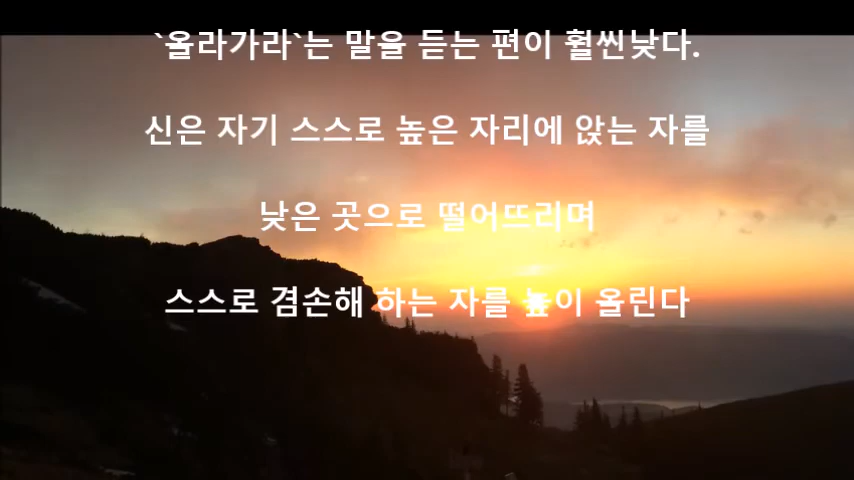 `올라가라`는 말을 듣는 편이 훨씬낮다.
신은 자기 스스로 높은 자리에 앉는 자를
낮은 곳으로 떨어뜨리며
스스로 겸손해 하는 자를 높이 올린다